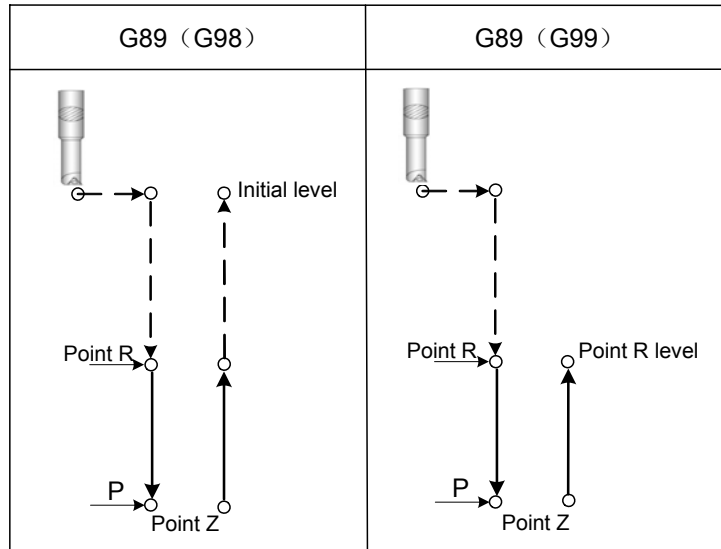 G89（G98）
G89（G99）
Initial level
Point R
P
Point Z
Point R
Point R level
P
Point Z